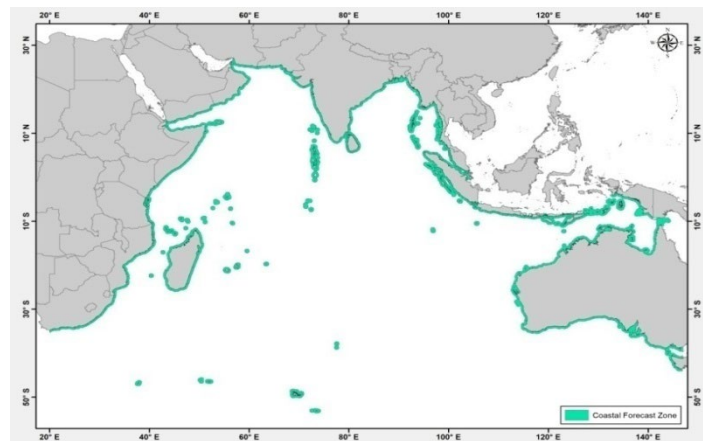 20° E 40° E 60° E 80° E 100° E 120° E 140° E
30° N 30° N
10° N 10° N
10° S 10° S
30° S 30° S
50° S 50° S
Coastal Forecast Zone
20° E 40° E 60° E 80° E 100° E 120° E 140° E